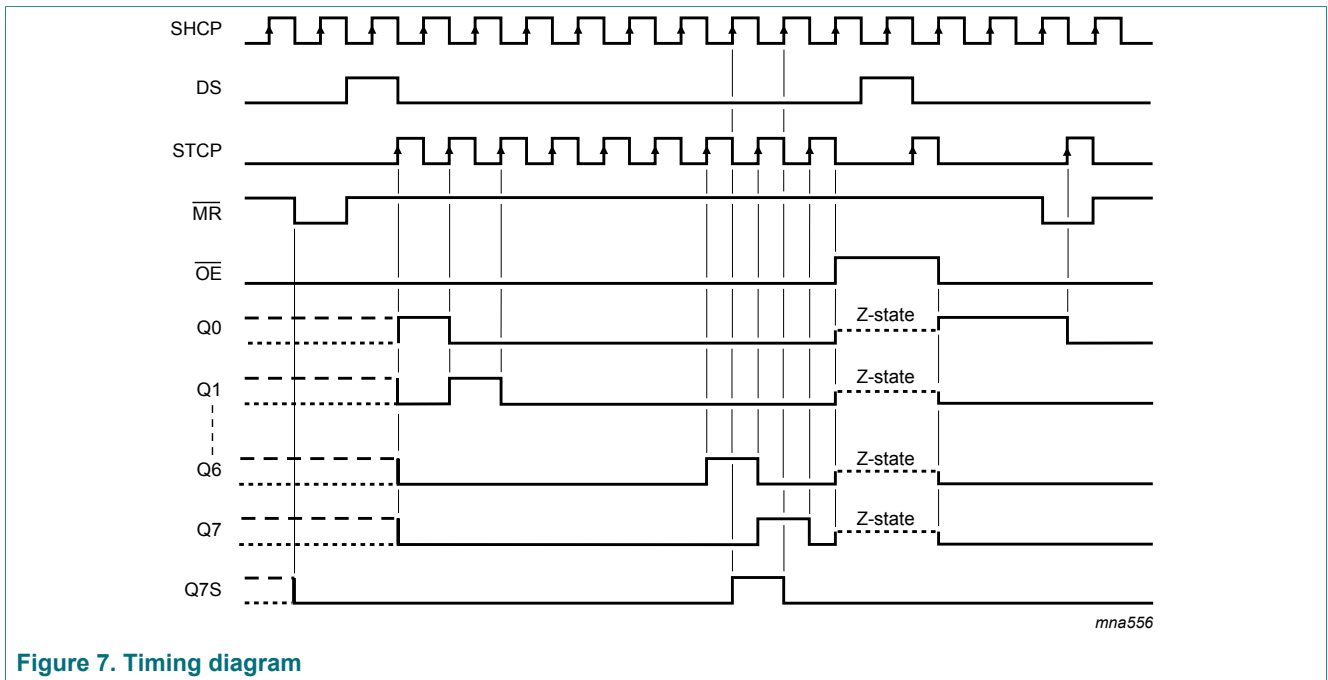 SHCP
DS
STCP
MR
OE
Q0
Z-state
Q1
Z-state
Q6
Z-state
Q7
Z-state
Q7S
mna556
Figure 7. Timing diagram